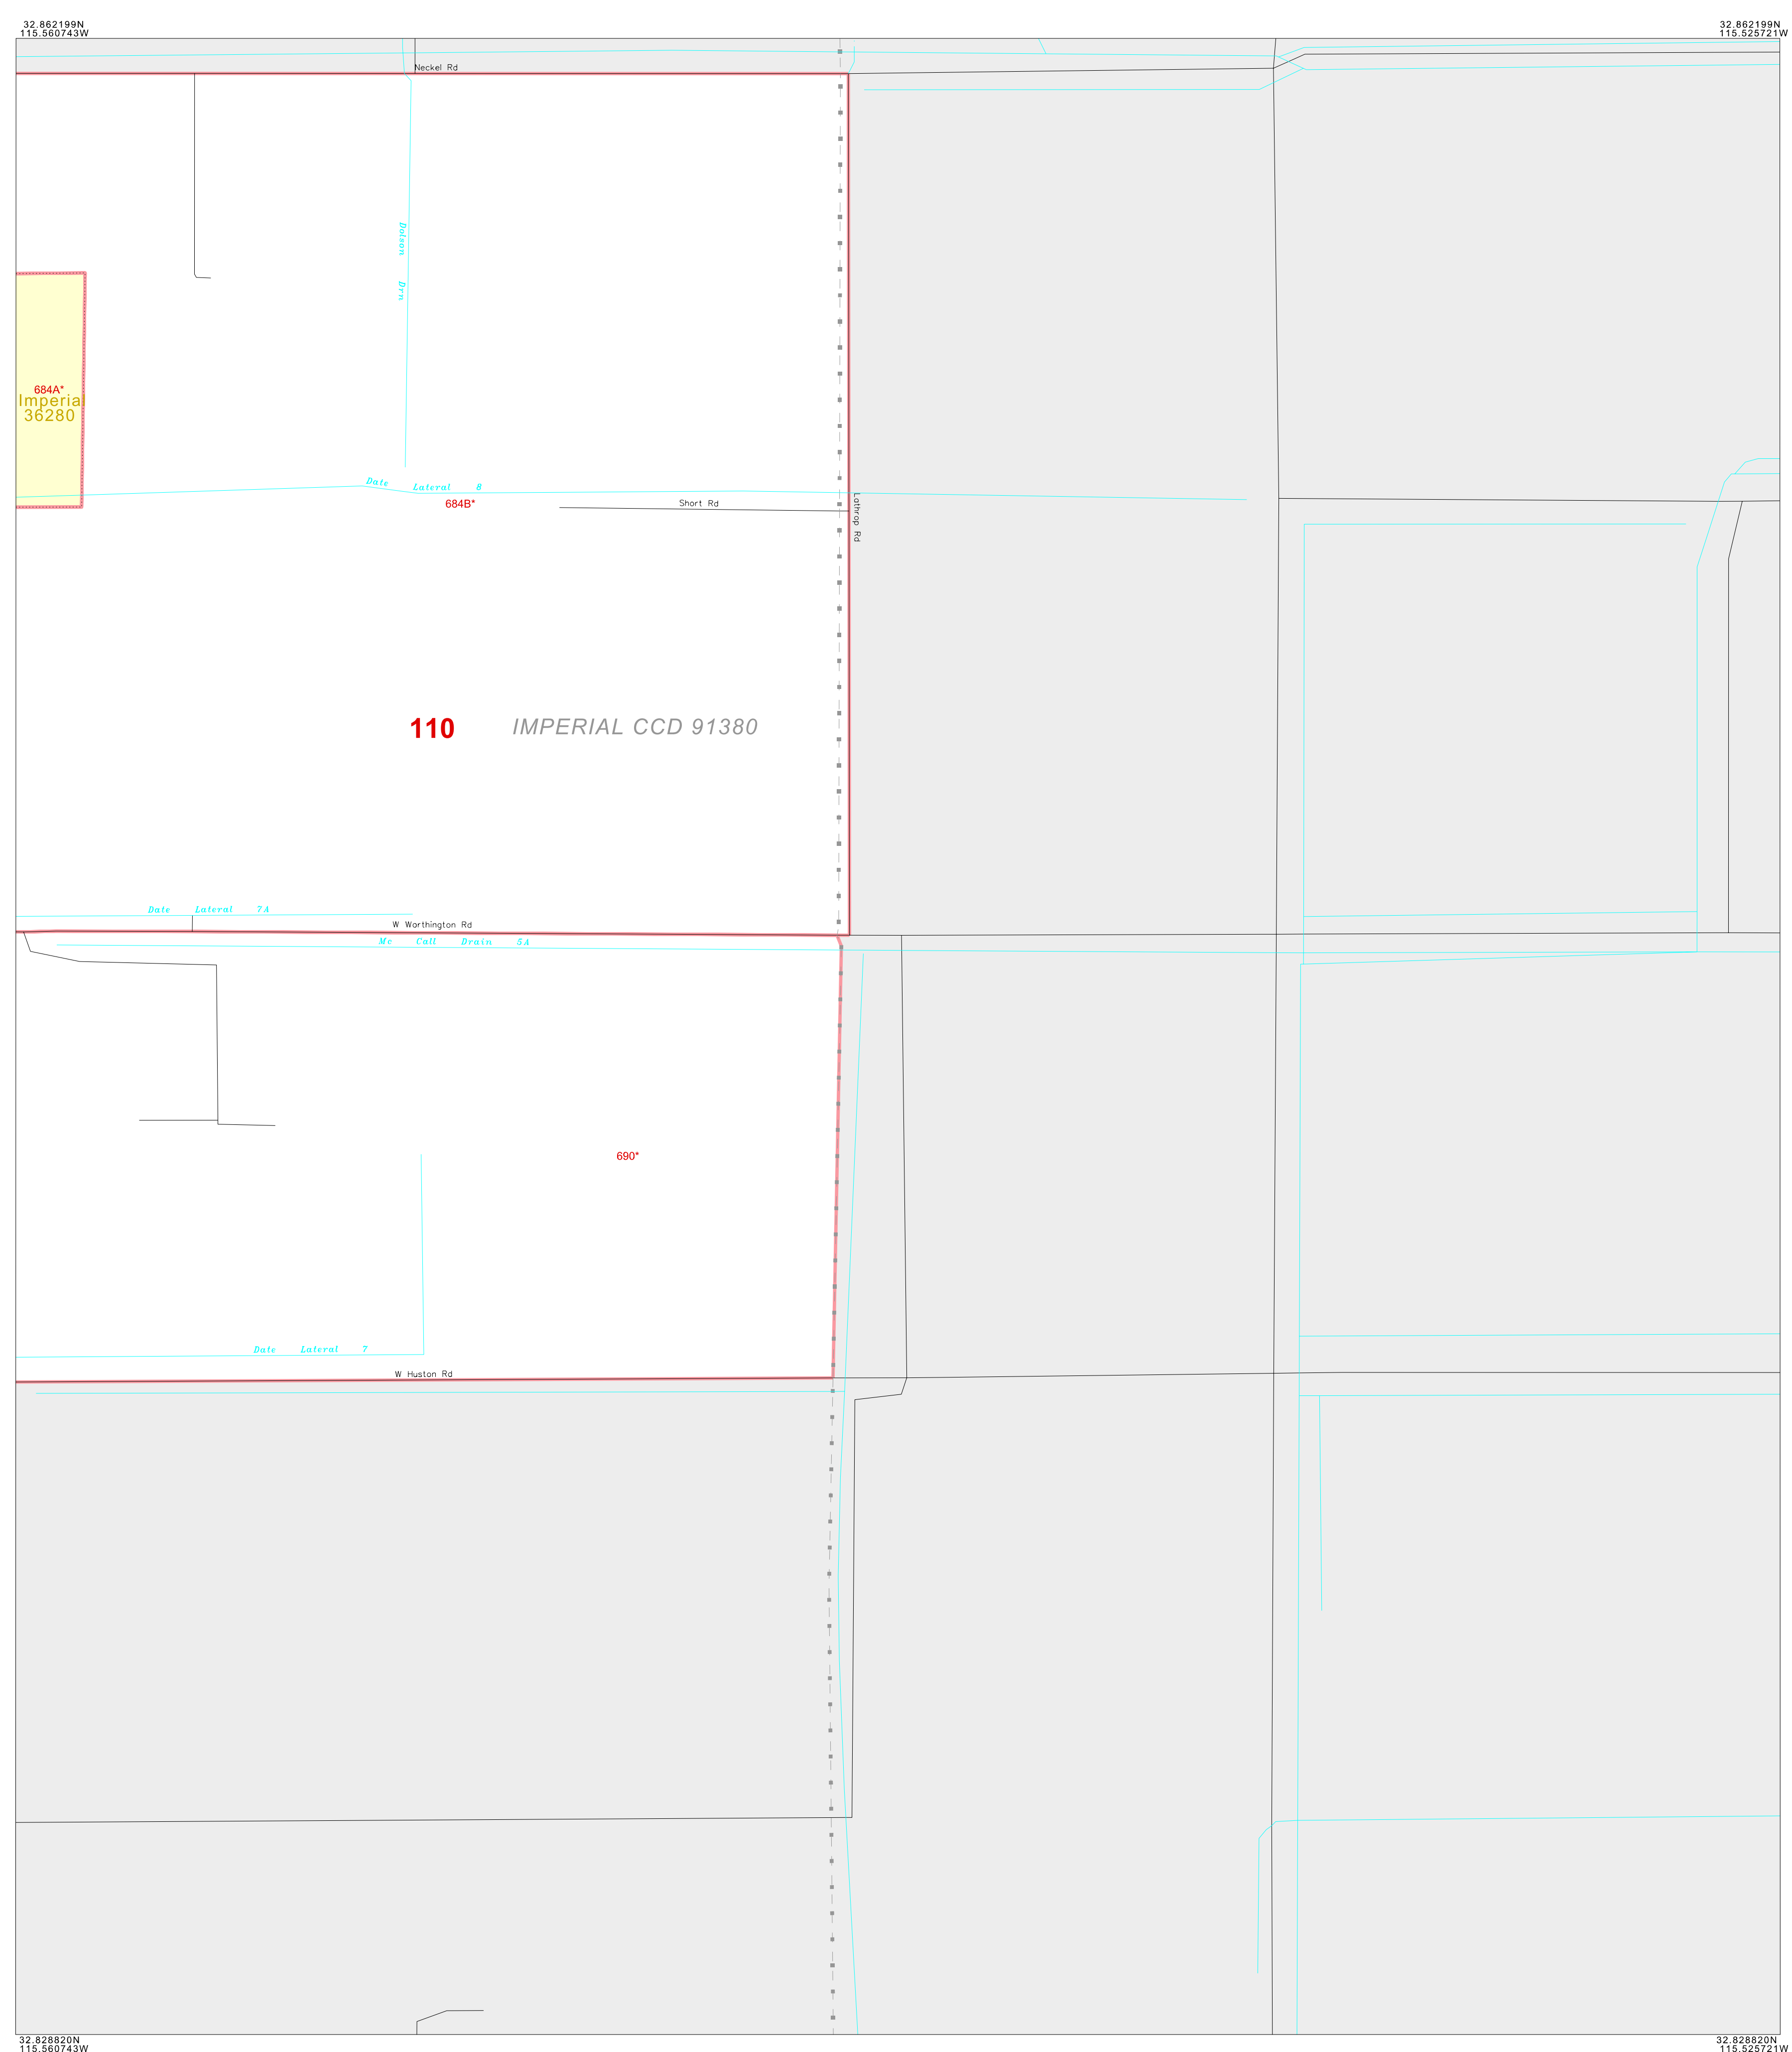 32.862199N
115.560743W
32.862199N
115.525721W
Neckel Rd
Dolson Drn
684A*
Imperial
36280
Date Lateral 8
684B*
Short Rd
Lathrop Rd
110
IMPERIAL CCD 91380
Date Lateral 7A
W Worthington Rd
Mc Call Drain 5A
690*
Date Lateral 7
W Huston Rd
32.828820N
115.560743W
32.828820N
115.525721W